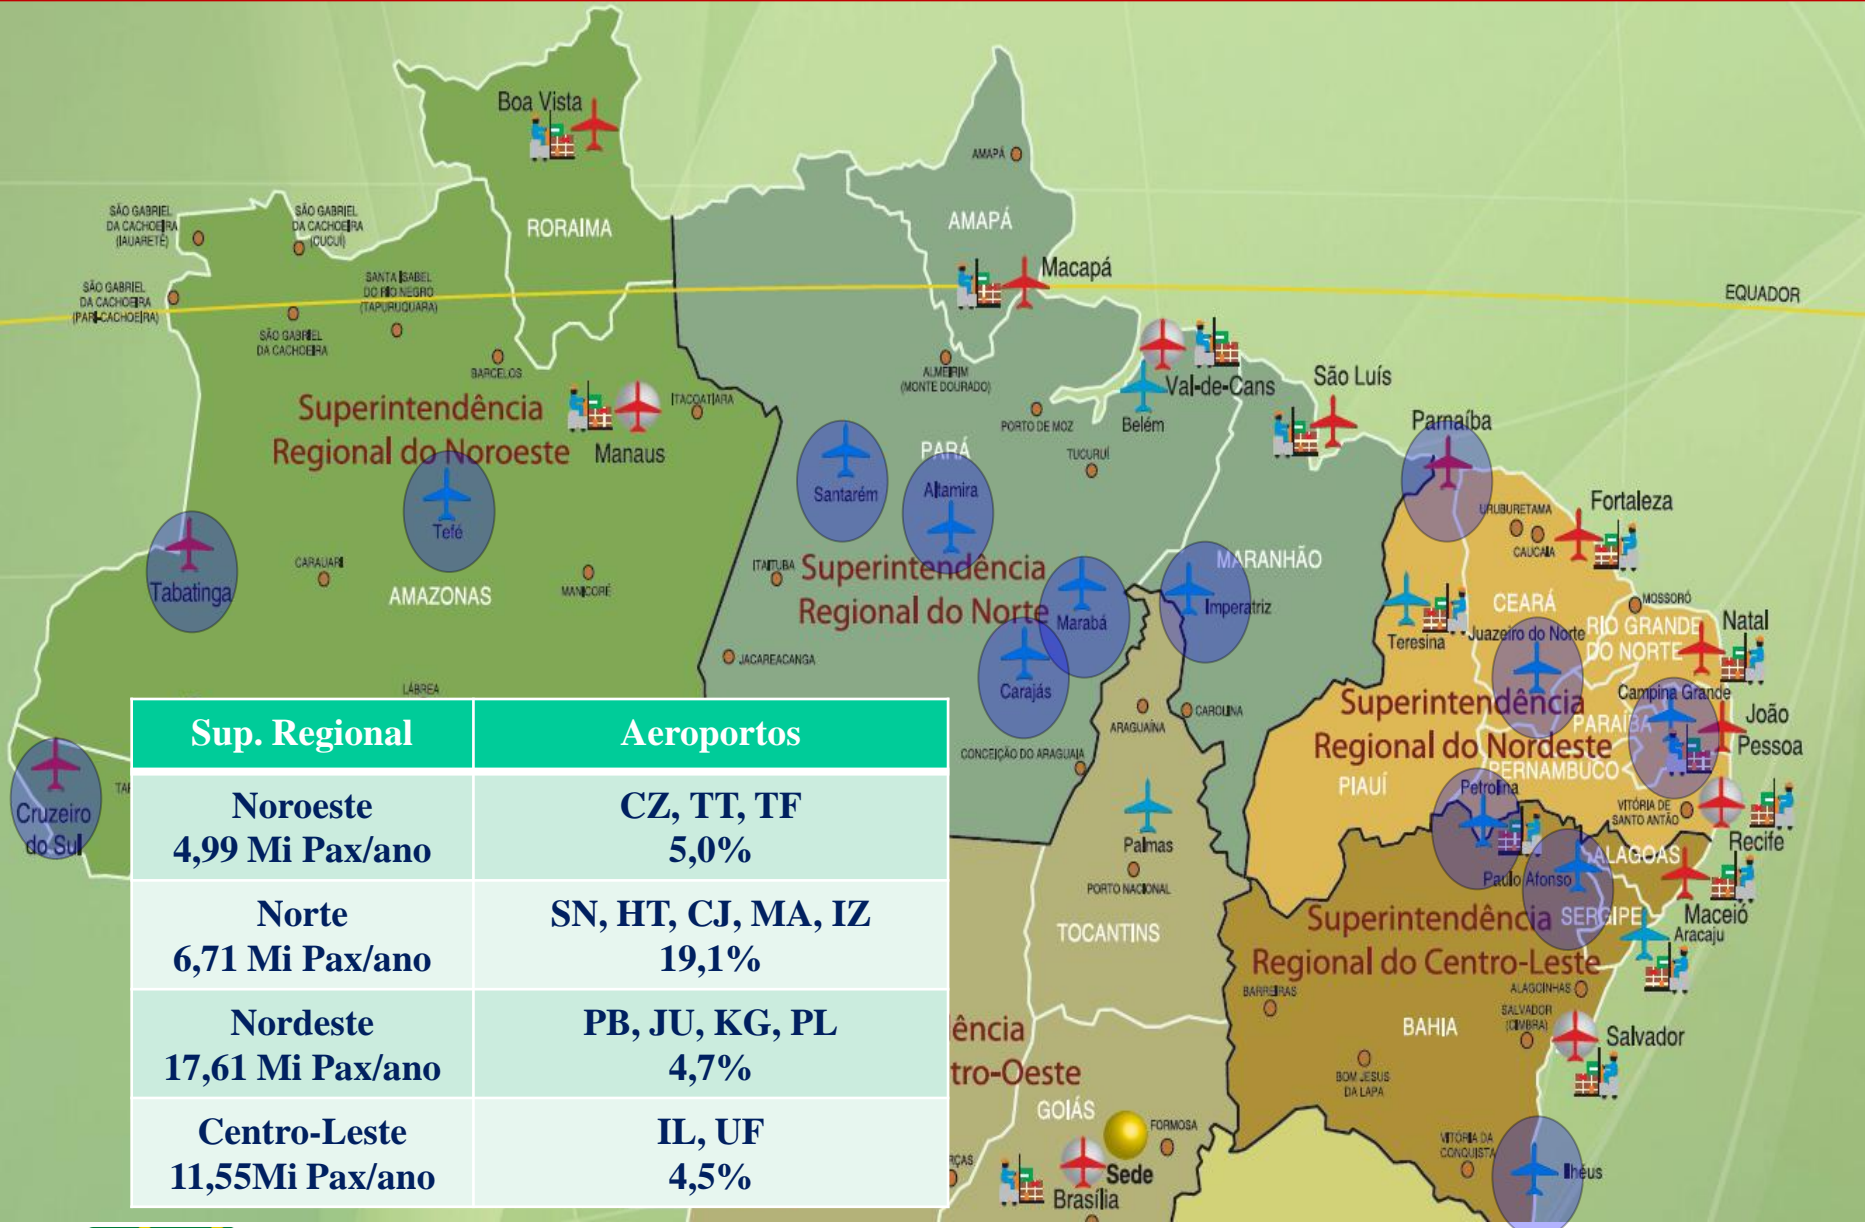 Boa Vista
AMAPÁ
SÃO GABRIEL
DA CACHOEIRA
(IAUARETÊ)
SÃO GABRIEL
DA CACHOEIRA
(CUCUÍ)
RORAIMA
AMAPÁ
Macapá
SANTA ISABEL
DO RIO NEGRO
(TAPURUQUARA)
SÃO GABRIEL
DA CACHOEIRA
(PARI-CACHOEIRA)
EQUADOR
SÃO GABRIEL
DA CACHOEIRA
BARCELOS
ALMEIRIM
(MONTE DOURADO)
Val-de-Cans
São Luís
Superintendência
Regional do Noroeste
ITACOATIARA
Manaus
PORTO DE MOZ
Belém
Parnaíba
PARÁ
TUCURUÍ
Santarém
Altamira
Tefé
Fortaleza
URUBURETAMA
CAUCAIA
CARAUARI
Tabatinga
AMAZONAS
MANICORÉ
ITAITUBA
Superintendência
Regional do Norte
MARANHÃO
Marabá
Imperatriz
CEARÁ
MOSSORÓ
Teresina
Juazeiro do Norte
RIO GRANDE
DO NORTE
Natal
JACAREACANGA
LÁBREA
Carajás
ARAGUAÍNA
CAROLINA
Superintendência
Regional do Nordeste
Campina Grande
PARAÍBA
João
Pessoa
CONCEIÇÃO DO ARAGUAIA
PIAUÍ
PERNAMBUCO
Petrolina
VITÓRIA DE
SANTO ANTÃO
Recife
Cruzeiro
do Sul
TAR
Palmas
PORTO NACIONAL
ALAGOAS
Paulo Afonso
Maceió
TOCANTINS
Superintendência
Regional do Centro-Leste
SERGIPE
Aracaju
BARREIRAS
ALAGOINHAS
BAHIA
SALVADOR
(CIMBRA)
Salvador
BOM JESUS
DA LAPA
ência
tro-Oeste
GOIÁS
FORMOSA
VITÓRIA DA
CONQUISTA
RÇAS
Sede
Brasília
Ilhéus
Sup. Regional Aeroportos
Noroeste CZ, TT, TF
4,99 Mi Pax/ano 5,0%
Norte SN, HT, CJ, MA, IZ
6,71 Mi Pax/ano 19,1%
Nordeste PB, JU, KG, PL
17,61 Mi Pax/ano 4,7%
Centro-Leste IL, UF
11,55Mi Pax/ano 4,5%